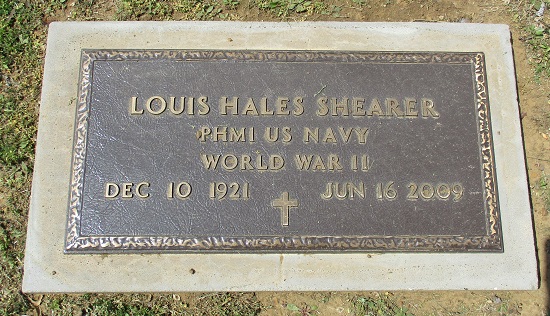 LOUIS HALES SHEARER
PHM1 US NAVY
WORLD WAR II
DEC 10 1921 JUN 16 2009